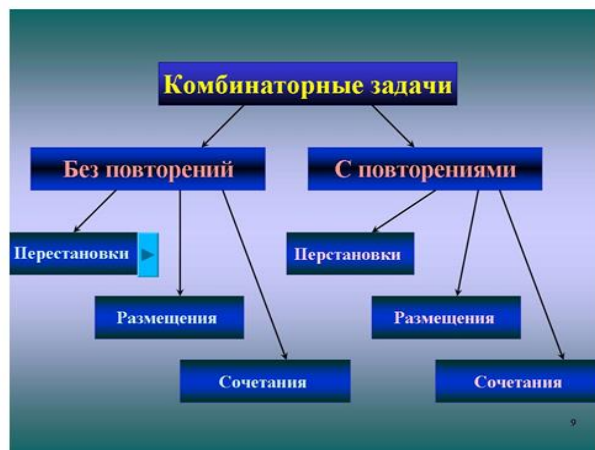 Комбинаторные задачи
Без повторений
С повторениями
Перестановки
Перстановки
Размещения
Размещения
Сочетания
Сочетания
9